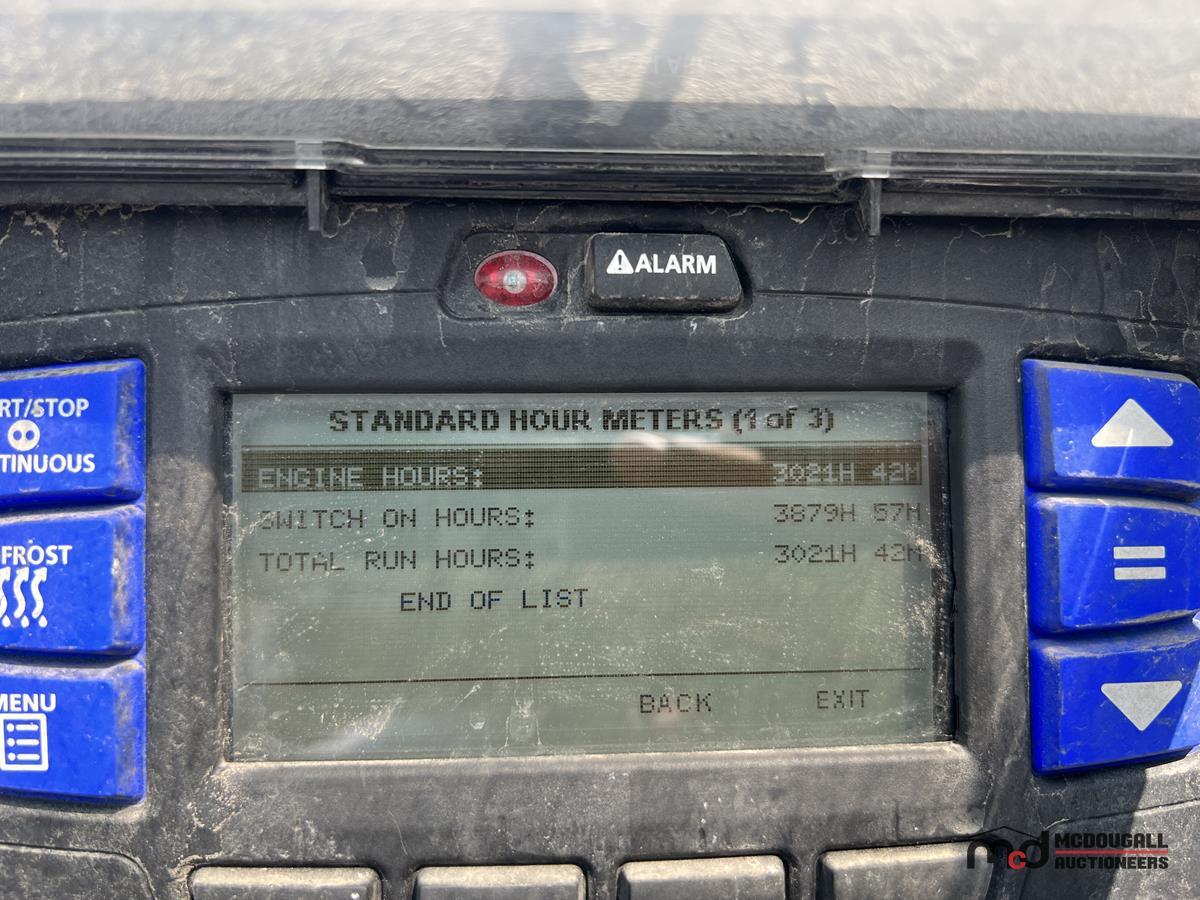 ALARM
RT/STOP
TINUOUS
FROST
MENU
STANDARD HOUR METERS (1 of 3)
ENGINE HOURS: 3021H 42M
SWITCH ON HOURS: 3879H 57M
TOTAL RUN HOURS: 3021H 42M
END OF LIST
BACK EXIT
mcd MCDOUGALL
AUCTIONEERS